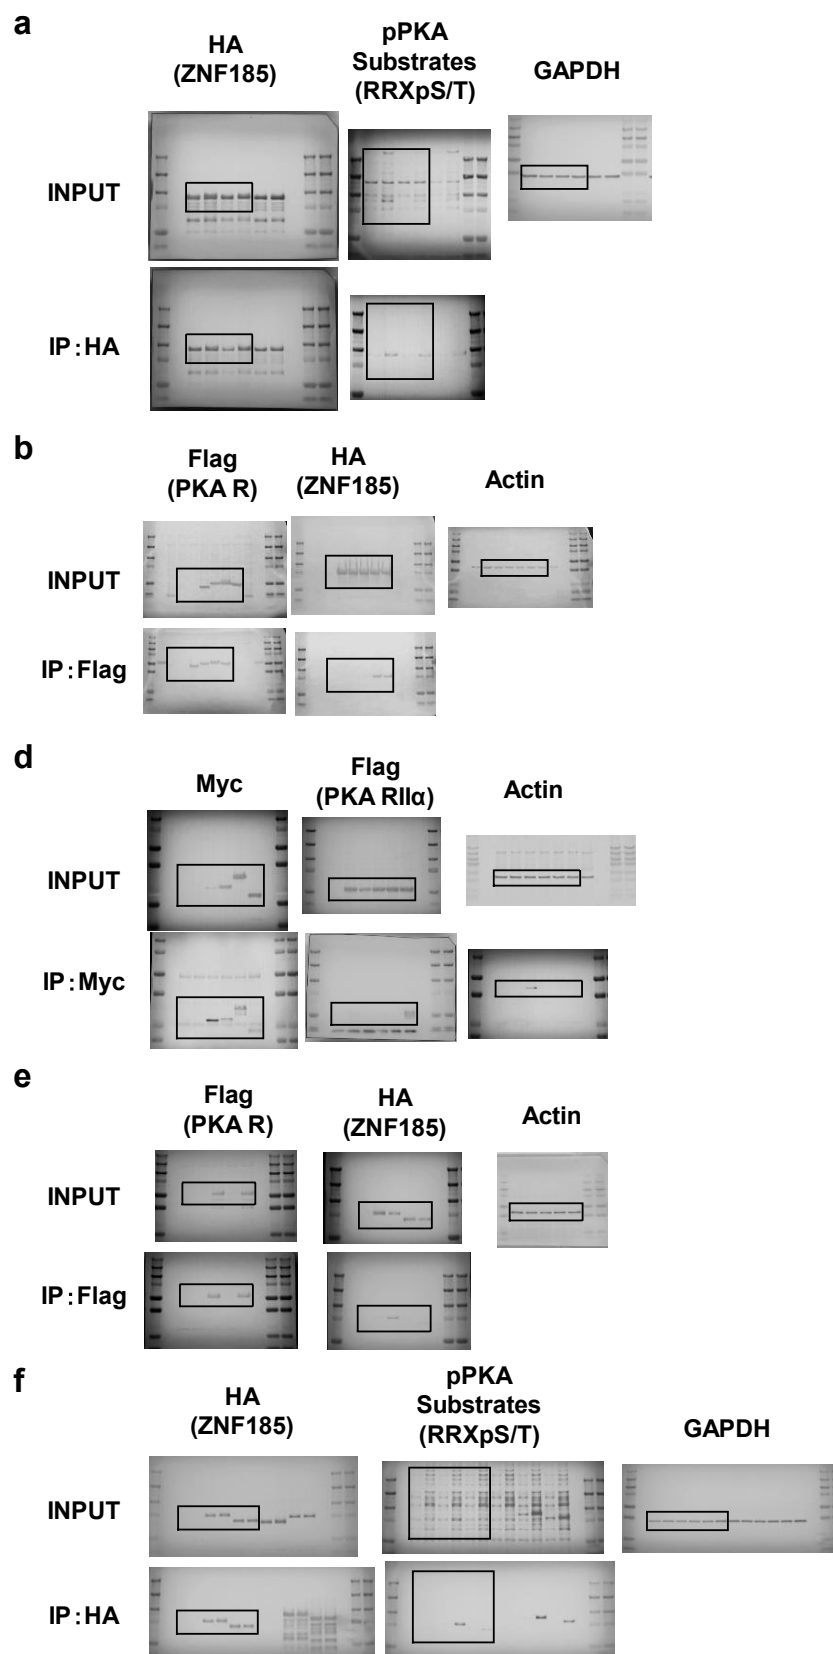 a
HA
(ZNF185)
pPKA
Substrates
(RRXpS/T)
GAPDH
INPUT
IP:HA
b
Flag
(PKA R)
HA
(ZNF185)
Actin
INPUT
IP:Flag
d
Myc
Flag
(PKA RIIα)
Actin
INPUT
IP:Myc
e
Flag
(PKA R)
HA
(ZNF185)
Actin
INPUT
IP:Flag
f
HA
(ZNF185)
pPKA
Substrates
(RRXpS/T)
GAPDH
INPUT
IP:HA